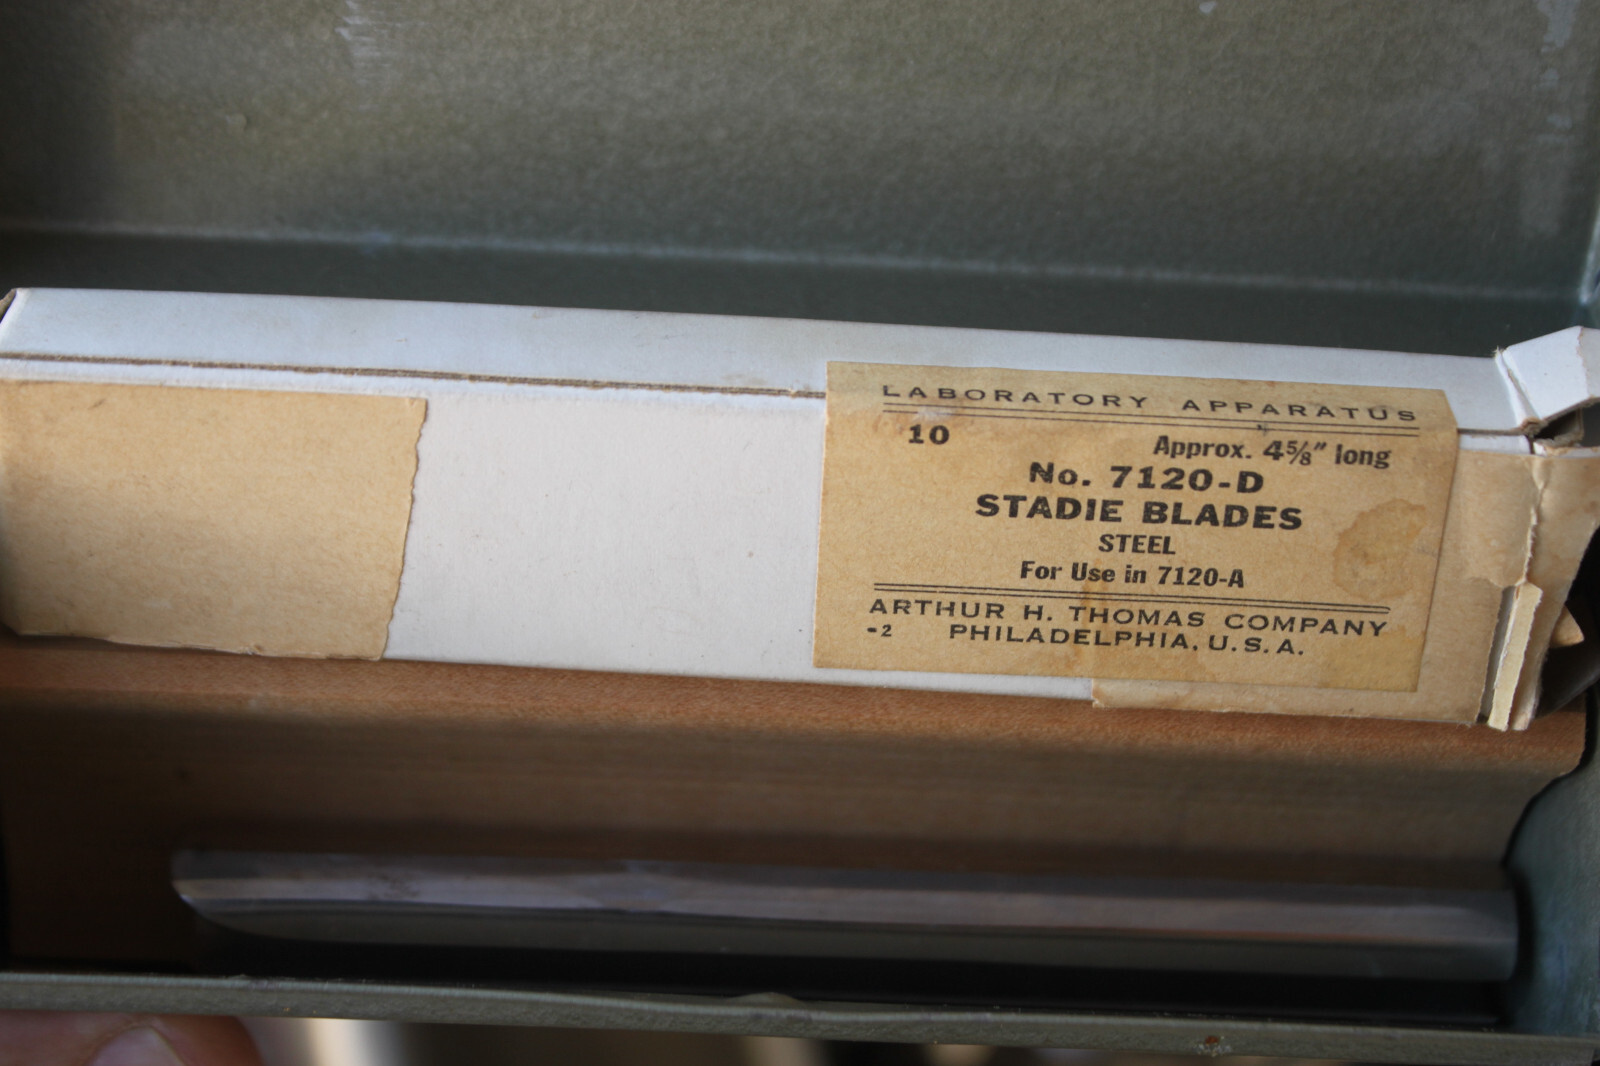 LABORATORY APPARATUS
10 Approx. 4⅝" long
No. 7120-D
STADIE BLADES
STEEL
For Use in 7120-A
ARTHUR H. THOMAS COMPANY
-2 PHILADELPHIA, U.S.A.